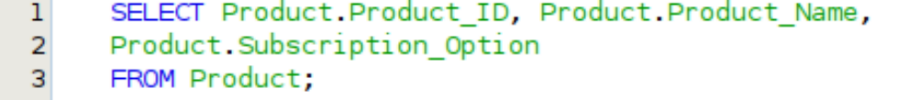 1 SELECT Product.Product_ID, Product.Product_Name,
2 Product.Subscription_Option
3 FROM Product;